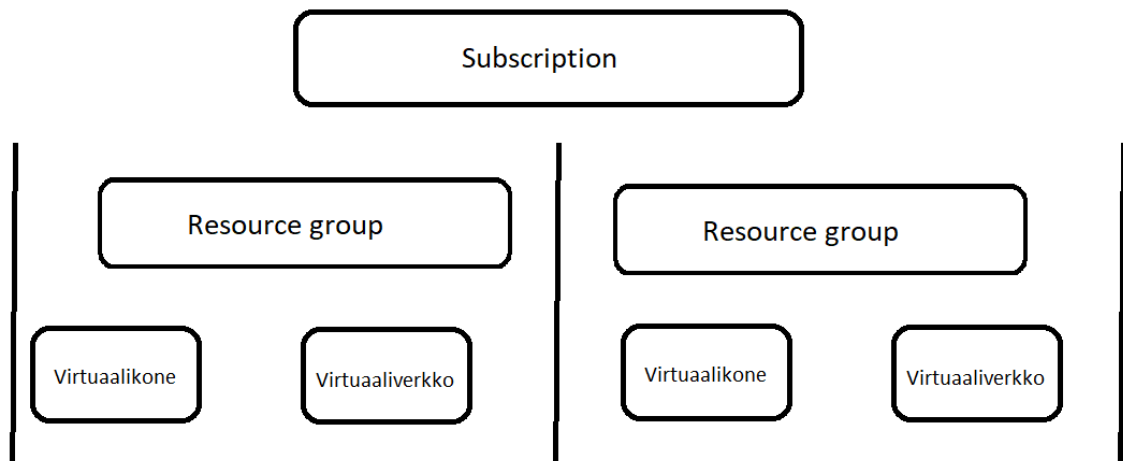 Subscription
Resource group
Resource group
Virtuaalikone
Virtuaaliverkko
Virtuaalikone
Virtuaaliverkko